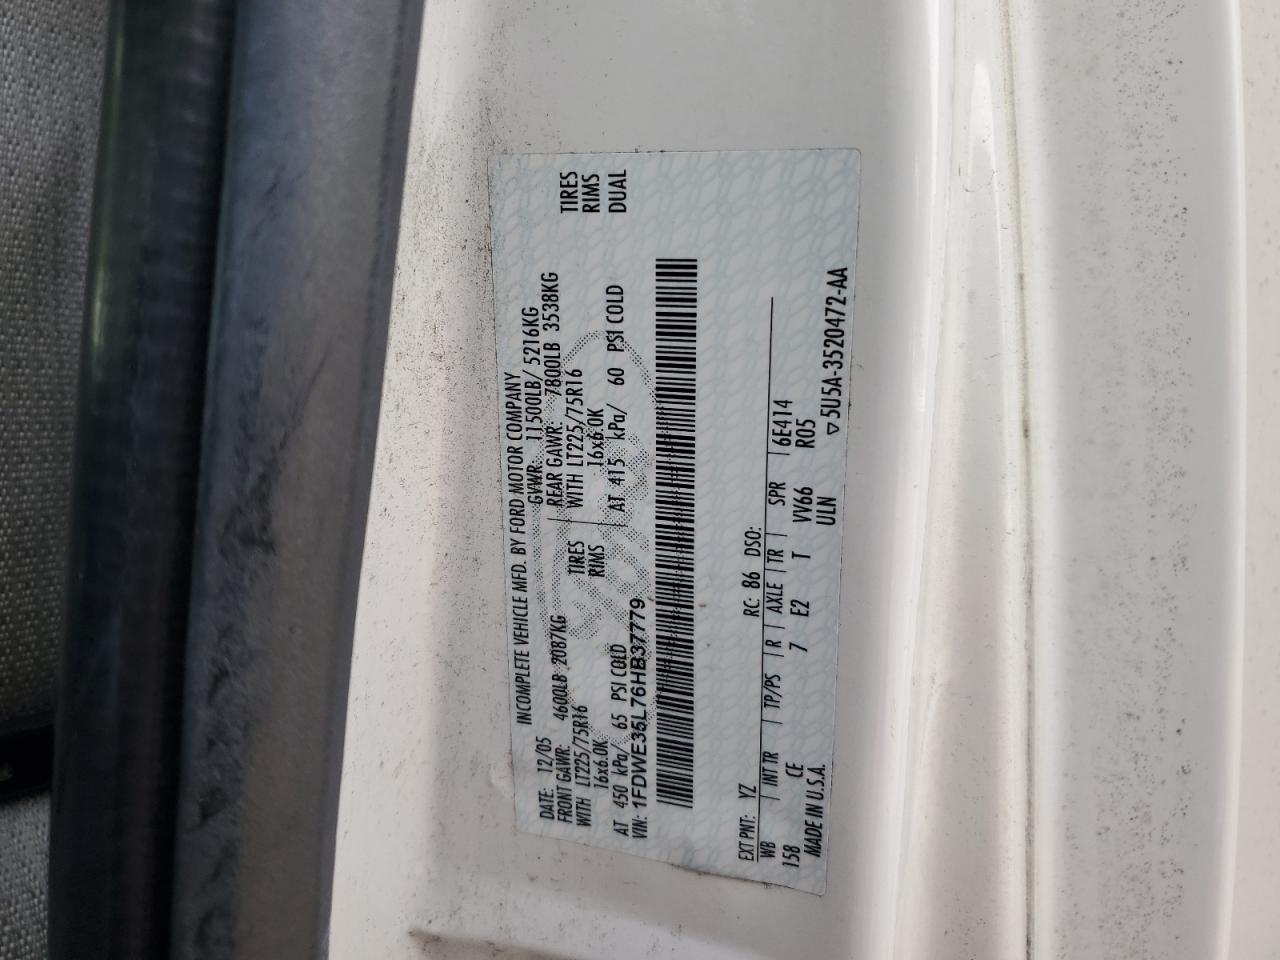 INCOMPLETE VEHICLE MFD. BY FORD MOTOR COMPANY
DATE: 12/05 GVWR: 11500LB/ 5216KG
FRONT GAWR: 4600LB 2087KG REAR GAWR: 7800LB 3538KG
WITH LT225/75R16 TIRES WITH LT225/75R16 TIRES
16x6.0K RIMS 16x6.0K RIMS
AT 450 kPa/ 65 PSI COLD AT 415 kPa/ 60 PSI COLD DUAL
VIN: 1FDWE35L76HB37779
EXT PNT: YZ RC: 86 DSO:
WB INT TR TP/PS R AXLE TR SPR
158 CE 7 E2 T VV66 6E414
MADE IN U.S.A. ULN R05
▽ 5U5A-3520472-AA